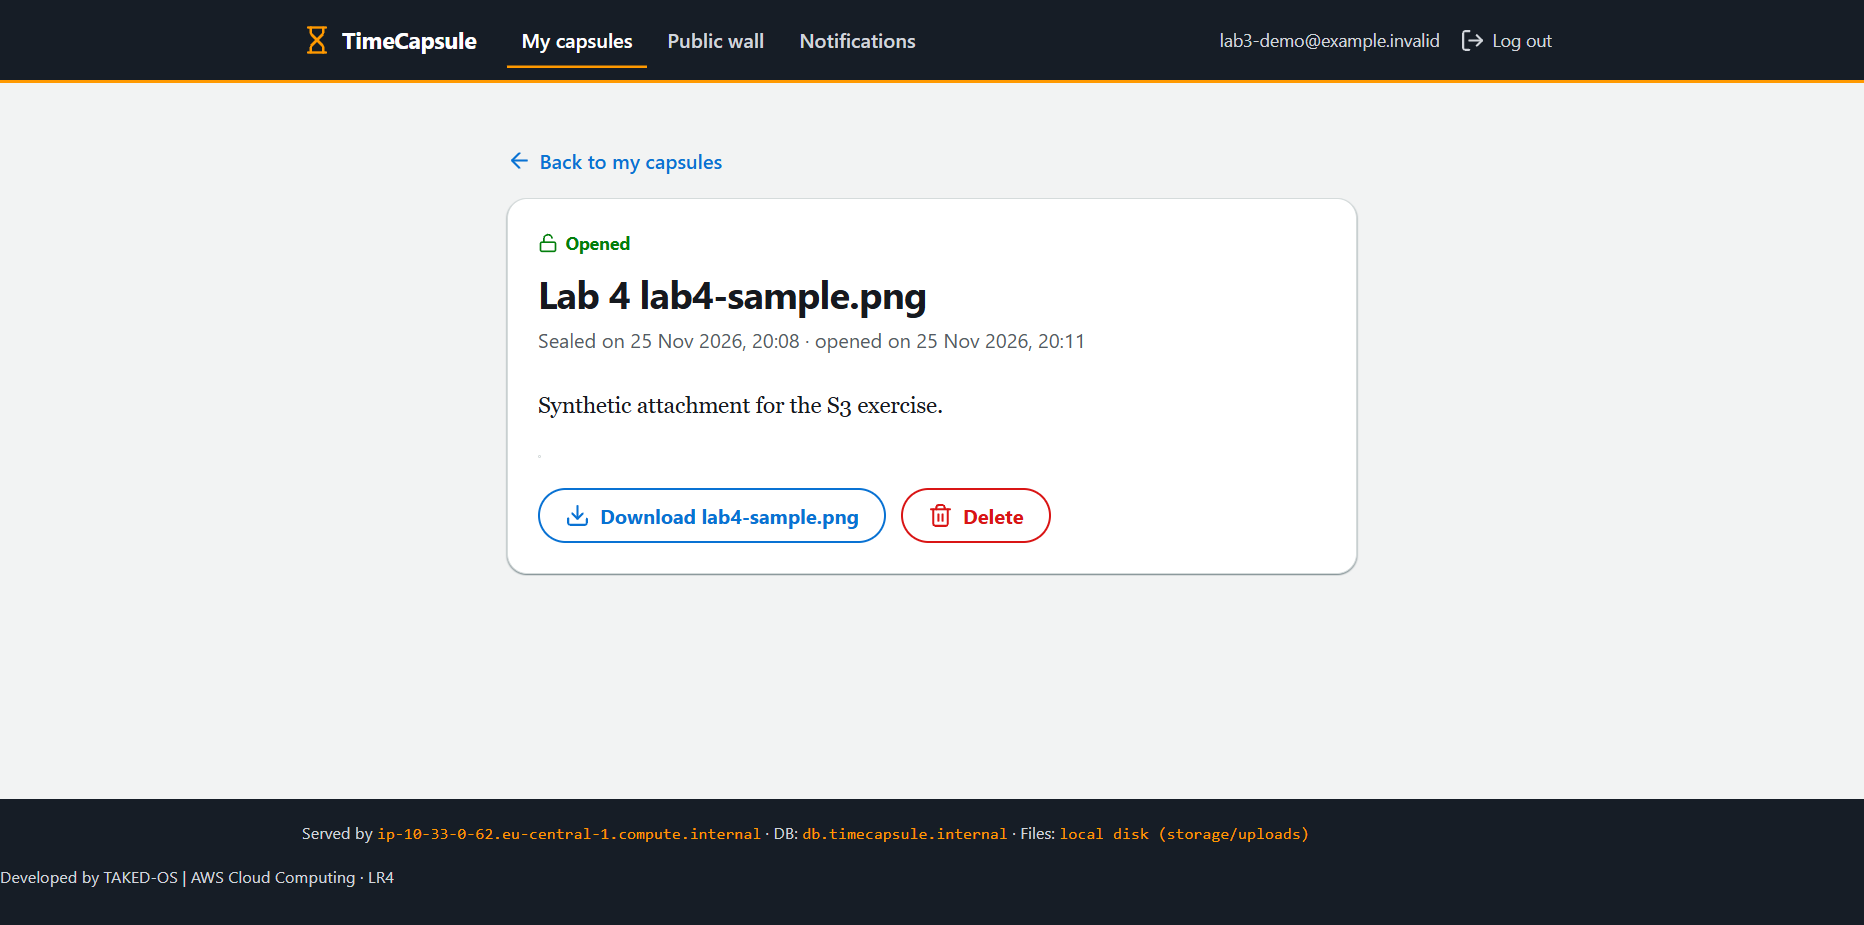 TimeCapsule My capsules Public wall Notifications lab3-demo@example.invalid Log out
Back to my capsules
Opened
Lab 4 lab4-sample.png
Sealed on 25 Nov 2026, 20:08 · opened on 25 Nov 2026, 20:11
Synthetic attachment for the S3 exercise.
Download lab4-sample.png Delete
Served by ip-10-33-0-62.eu-central-1.compute.internal · DB: db.timecapsule.internal · Files: local disk (storage/uploads)
Developed by TAKED-OS | AWS Cloud Computing · LR4